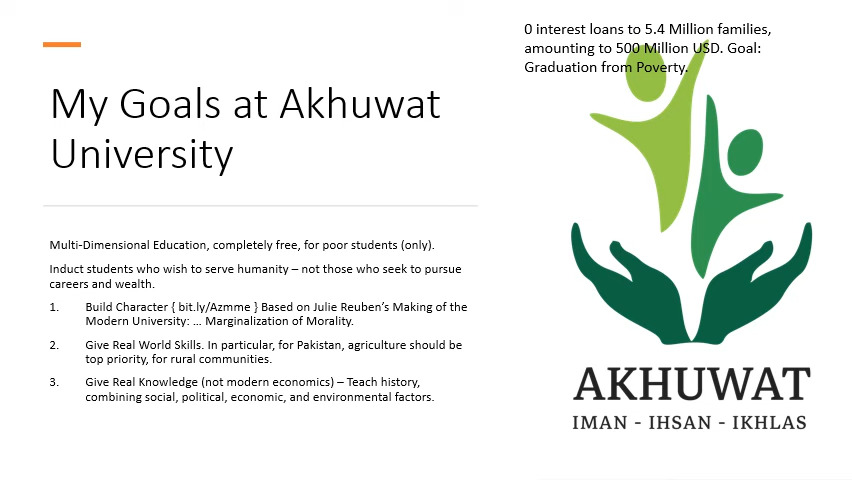 0 interest loans to 5.4 Million families,
amounting to 500 Million USD. Goal:
Graduation from Poverty.
My Goals at Akhuwat
University
Multi-Dimensional Education, completely free, for poor students (only).
Induct students who wish to serve humanity – not those who seek to pursue
careers and wealth.
1. Build Character { bit.ly/Azmme } Based on Julie Reuben’s Making of the
Modern University: … Marginalization of Morality.
2. Give Real World Skills. In particular, for Pakistan, agriculture should be
top priority, for rural communities.
3. Give Real Knowledge (not modern economics) – Teach history,
combining social, political, economic, and environmental factors.
AKHUWAT
IMAN - IHSAN - IKHLAS